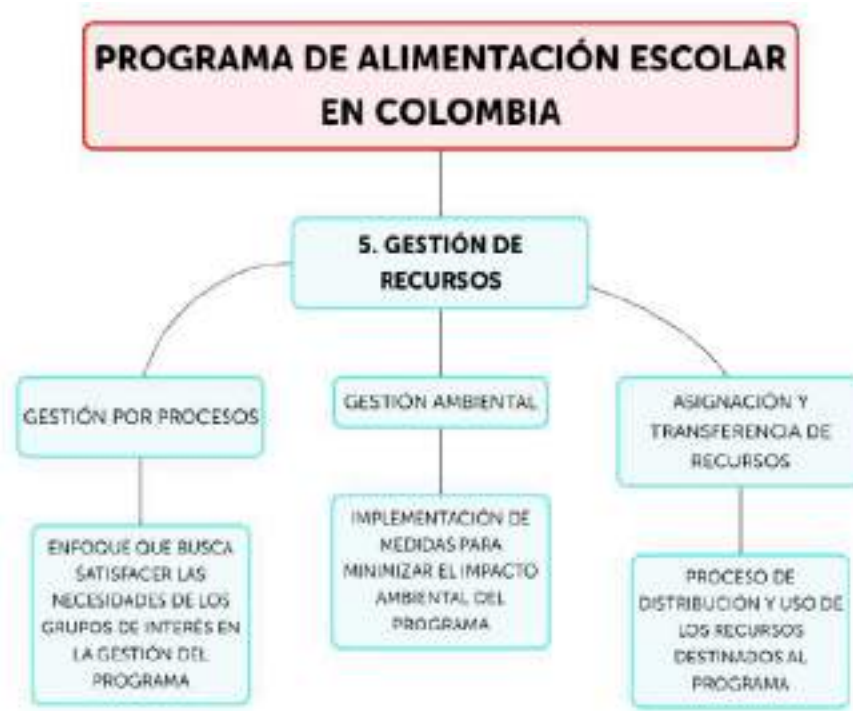 PROGRAMA DE ALIMENTACIÓN ESCOLAR
EN COLOMBIA
5. GESTIÓN DE
RECURSOS
GESTIÓN POR PROCESOS
ENFOQUE QUE BUSCA
SATISFACER LAS
NECESIDADES DE LOS
GRUPOS DE INTERÉS EN
LA GESTIÓN DEL
PROGRAMA
GESTIÓN AMBIENTAL
IMPLEMENTACIÓN DE
MEDIDAS PARA
MINIMIZAR EL IMPACTO
AMBIENTAL DEL
PROGRAMA
ASIGNACIÓN Y
TRANSFERENCIA DE
RECURSOS
PROCESO DE
DISTRIBUCIÓN Y USO DE
LOS RECURSOS
DESTINADOS AL
PROGRAMA